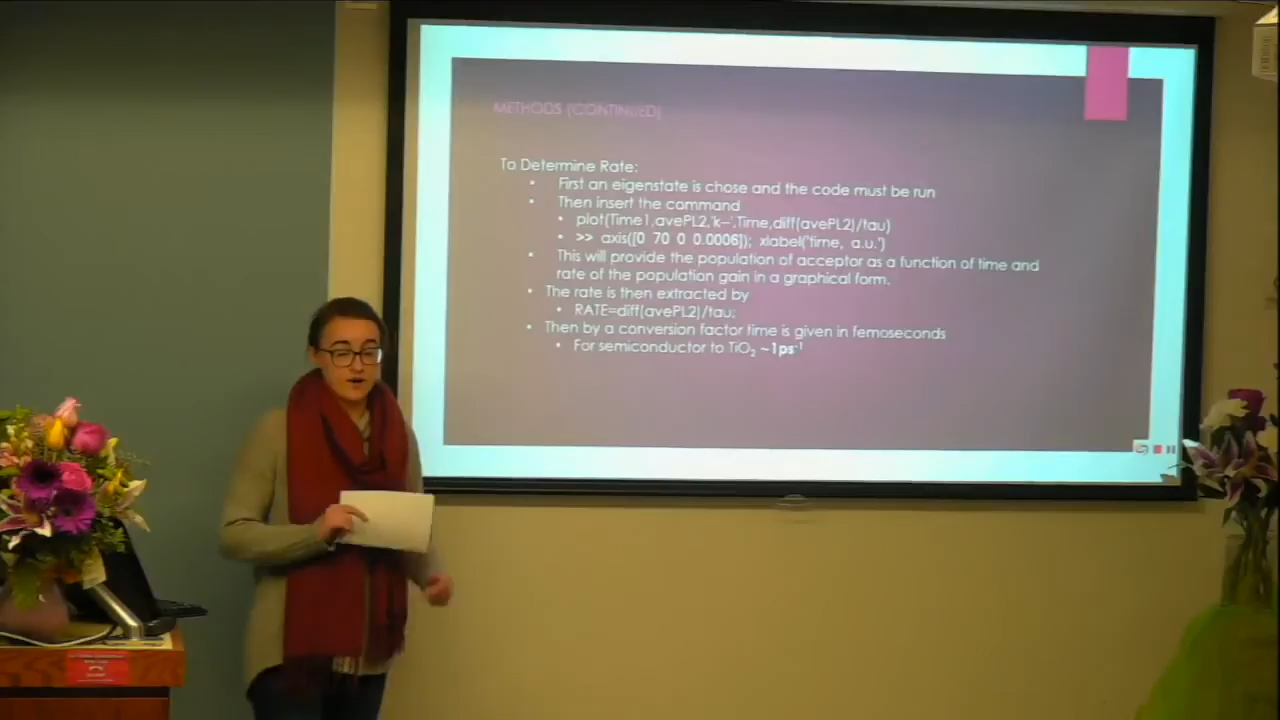 METHODS (CONTINUED)
To Determine Rate:
• First an eigenstate is chose and the code must be run
• Then insert the command
• plot(Time1,avePL2,'k--',Time,diff(avePL2)/tau)
• >> axis([0 70 0 0.0006]); xlabel('time, a.u.')
• This will provide the population of acceptor as a function of time and
rate of the population gain in a graphical form.
• The rate is then extracted by
• RATE=diff(avePL2)/tau;
• Then by a conversion factor time is given in femoseconds
• For semiconductor to TiO₂ ~1ps⁻¹